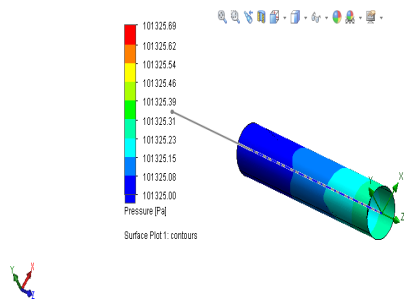 101325.69
101325.62
101325.54
101325.46
101325.39
101325.31
101325.23
101325.15
101325.08
101325.00
Pressure [Pa]
Surface Plot 1: contours
Y
X
Z
Y
X
Z